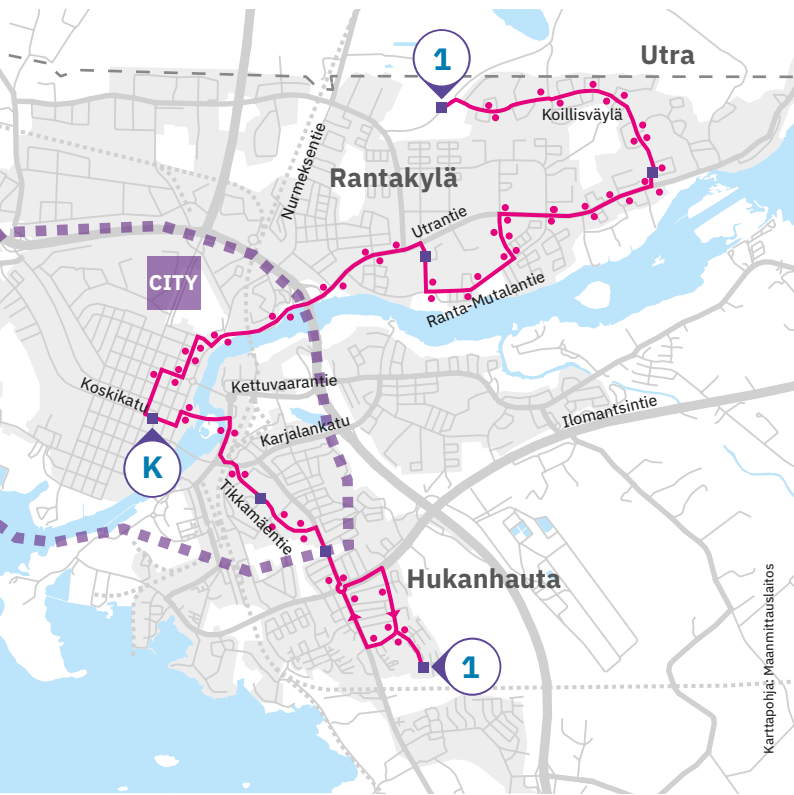 Utra
1
Koillisväylä
Nurmeksentie
Rantakylä
Utrantie
CITY
Ranta-Mutalantie
Koskikatu
Kettuvaarantie
Ilomantsintie
Karjalankatu
K
Tikkamäentie
Hukanhauta
1
Karttapohja: Maanmittauslaitos